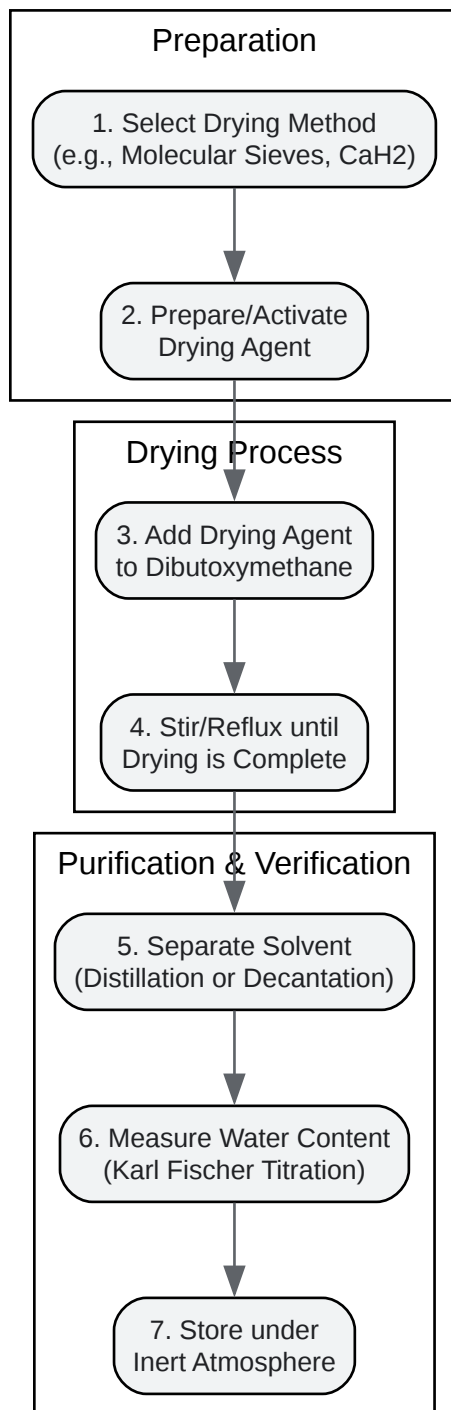 Preparation
1. Select Drying Method
(e.g., Molecular Sieves, CaH2)
2. Prepare/Activate
Drying Agent
Drying Process
3. Add Drying Agent
to Dibutoxymethane
4. Stir/Reflux until
Drying is Complete
Purification & Verification
5. Separate Solvent
(Distillation or Decantation)
6. Measure Water Content
(Karl Fischer Titration)
7. Store under
Inert Atmosphere